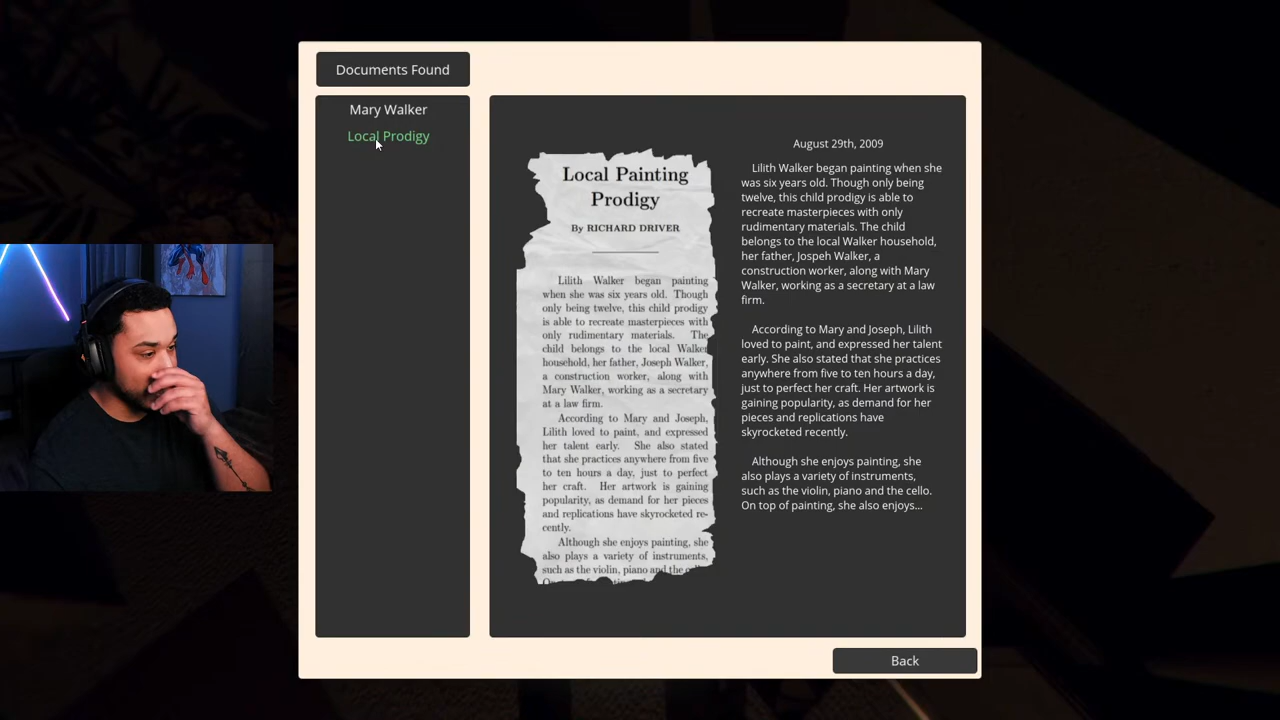 Documents Found
Mary Walker
Local Prodigy
Local Painting
Prodigy
By RICHARD DRIVER
Lilith Walker began painting
when she was six years old. Though
only being twelve, this child prodigy
is able to recreate masterpieces with
only rudimentary materials. The
child belongs to the local Walker
household, her father, Joseph Walker,
a construction worker, along with
Mary Walker, working as a secretary
at a law firm.
According to Mary and Joseph,
Lilith loved to paint, and expressed
her talent early. She also stated
that she practices anywhere from five
to ten hours a day, just to perfect
her craft. Her artwork is gaining
popularity, as demand for her pieces
and replications have skyrocketed re-
cently.
Although she enjoys painting, she
also plays a variety of instruments,
such as the violin, piano and the
August 29th, 2009
Lilith Walker began painting when she
was six years old. Though only being
twelve, this child prodigy is able to
recreate masterpieces with only
rudimentary materials. The child
belongs to the local Walker household,
her father, Jospeh Walker, a
construction worker, along with Mary
Walker, working as a secretary at a law
firm.
According to Mary and Joseph, Lilith
loved to paint, and expressed her talent
early. She also stated that she practices
anywhere from five to ten hours a day,
just to perfect her craft. Her artwork is
gaining popularity, as demand for her
pieces and replications have
skyrocketed recently.
Although she enjoys painting, she
also plays a variety of instruments,
such as the violin, piano and the cello.
On top of painting, she also enjoys...
Back